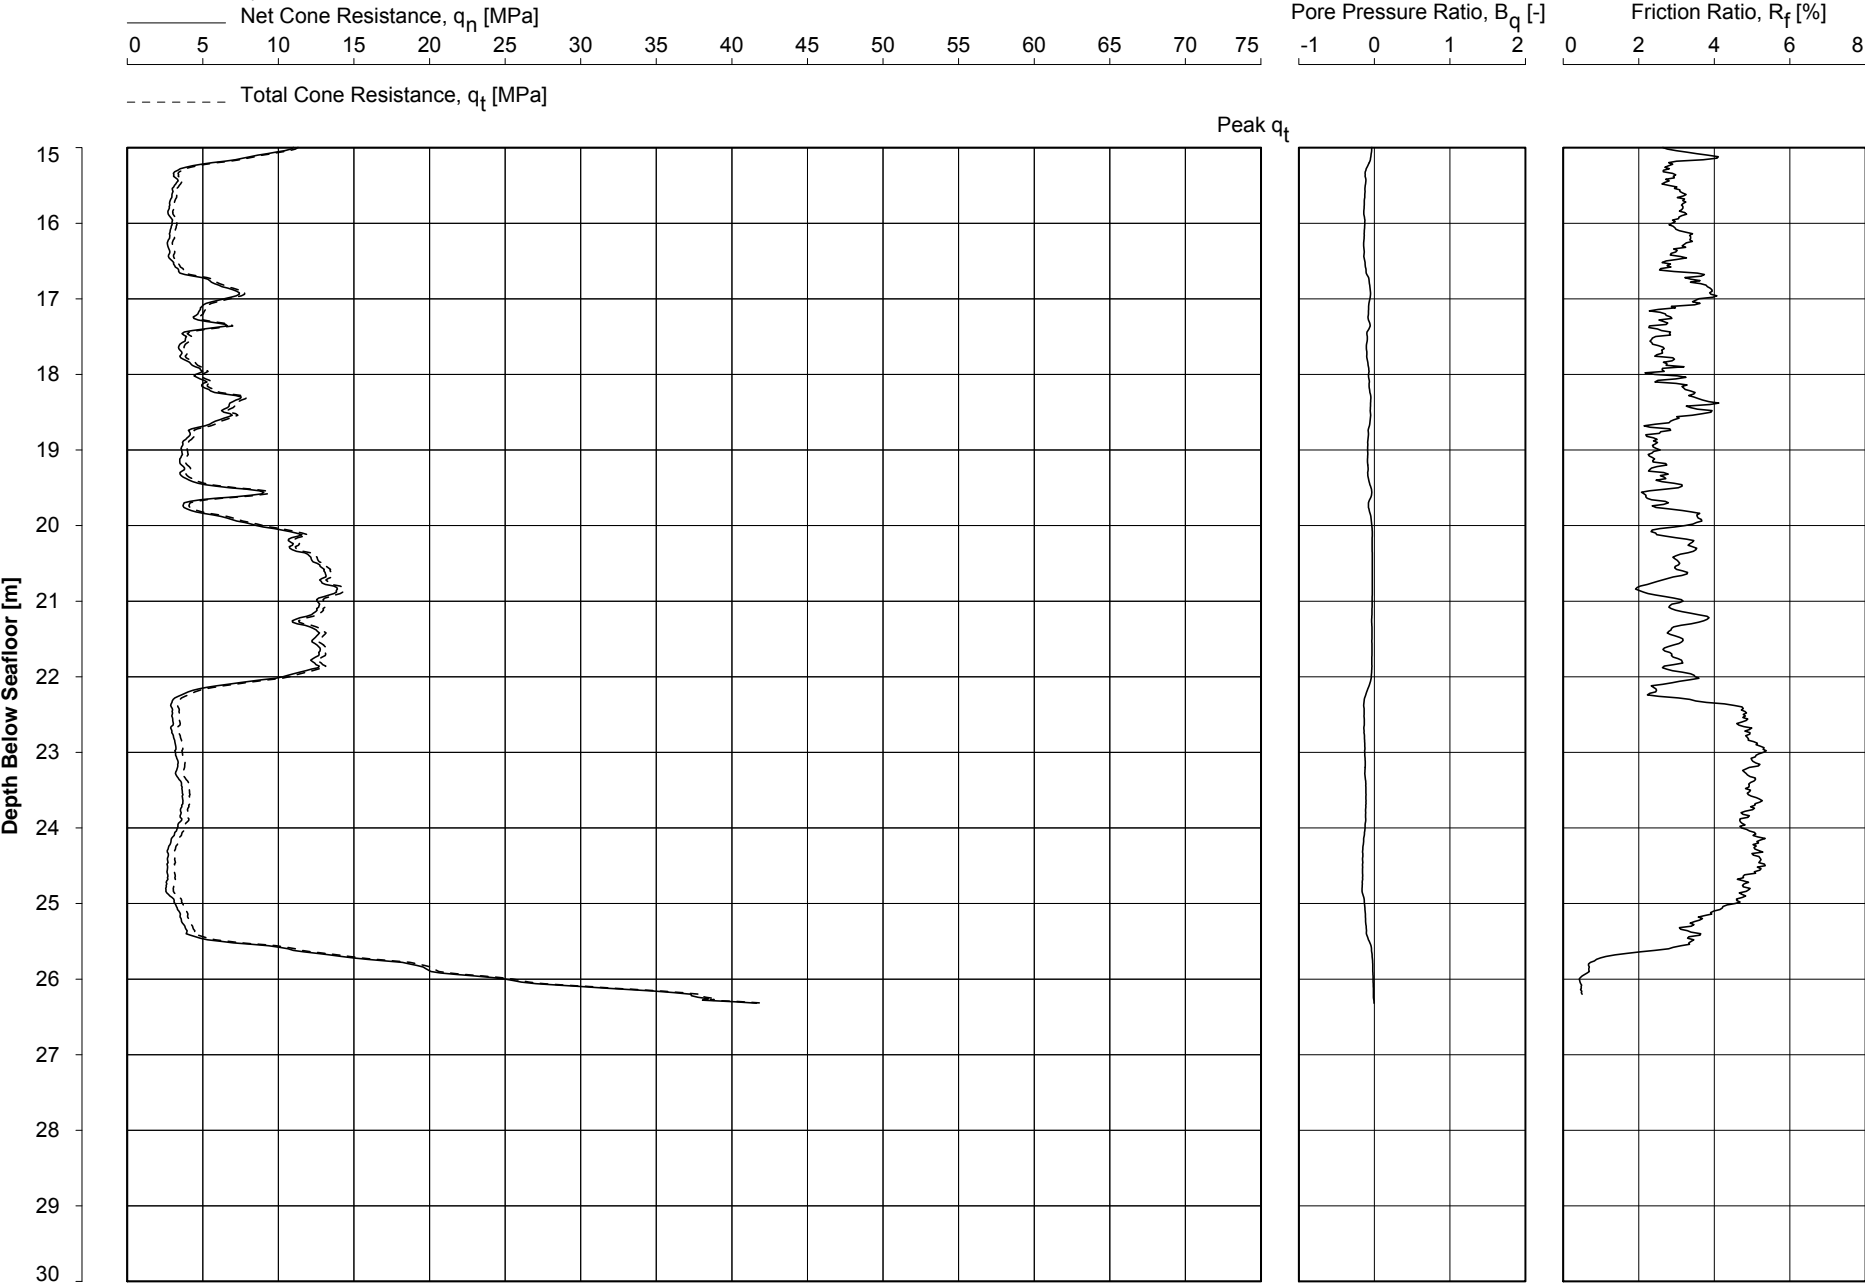 Net Cone Resistance, qn [MPa]
0 5 10 15 20 25 30 35 40 45 50 55 60 65 70 75
Total Cone Resistance, qt [MPa]
Pore Pressure Ratio, Bq [-]
-1 0 1 2
Friction Ratio, Rf [%]
0 2 4 6 8
Peak qt
Depth Below Seafloor [m]
15
16
17
18
19
20
21
22
23
24
25
26
27
28
29
30